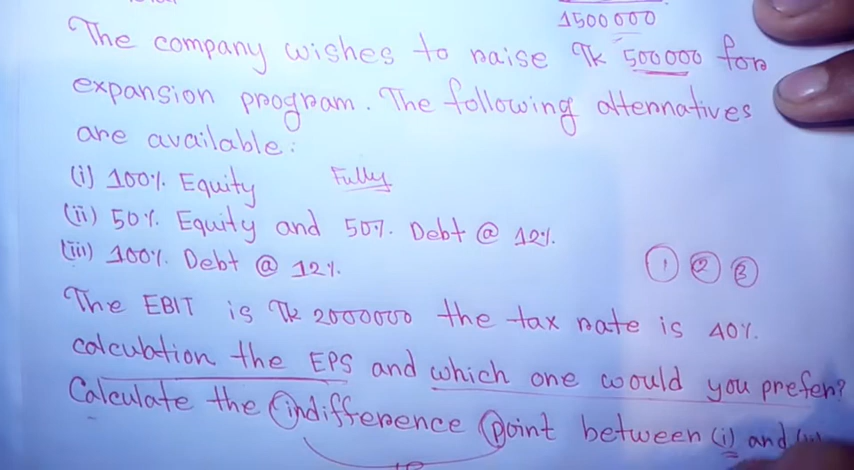 1500000
The company wishes to raise Tk 500000 for
expansion program. The following alternatives
are available:
(i) 100% Equity Fully
(ii) 50% Equity and 50% Debt @ 12%.
(iii) 100% Debt @ 12%.
1 2 3
The EBIT is Tk 2000000 the tax rate is 40%.
calculation the EPS and which one would you prefer?
Calculate the indifference point between (i) and